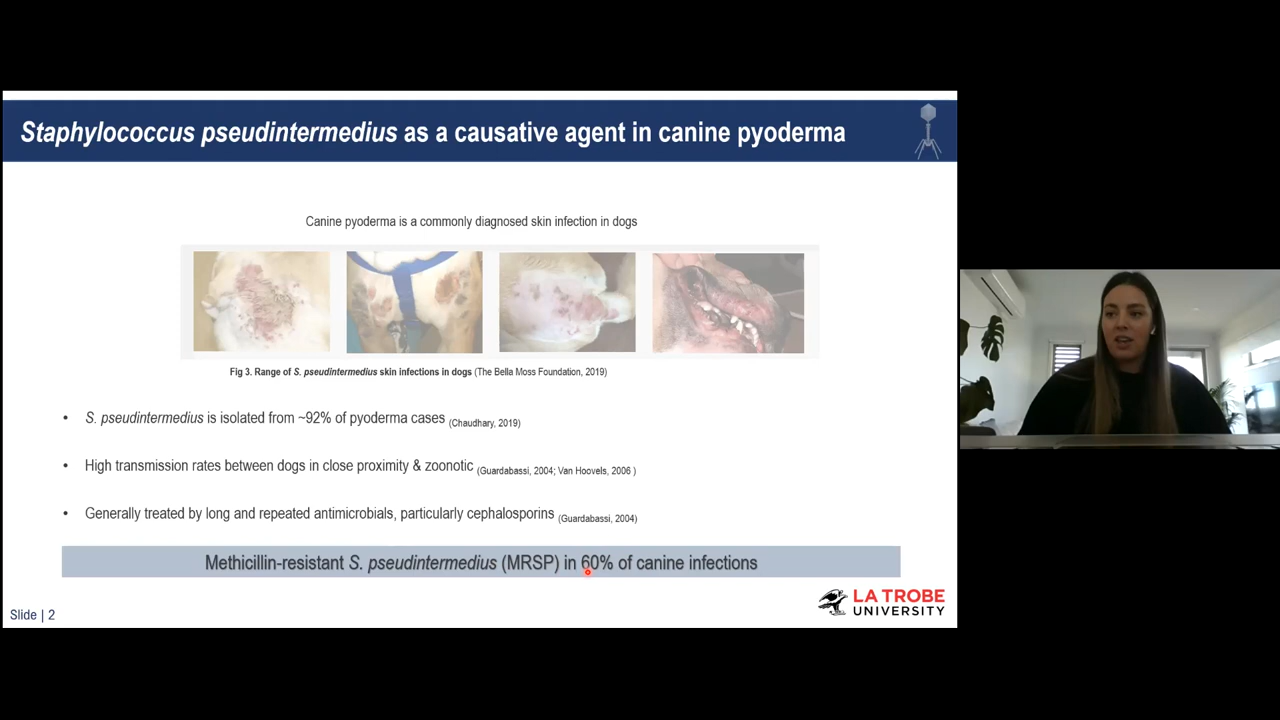 Staphylococcus pseudintermedius as a causative agent in canine pyoderma
Canine pyoderma is a commonly diagnosed skin infection in dogs
Fig 3. Range of S. pseudintermedius skin infections in dogs (The Bella Moss Foundation, 2019)
• S. pseudintermedius is isolated from ~92% of pyoderma cases (Chaudhary, 2019)
• High transmission rates between dogs in close proximity & zoonotic (Guardabassi, 2004; Van Hoovels, 2006 )
• Generally treated by long and repeated antimicrobials, particularly cephalosporins (Guardabassi, 2004)
Methicillin-resistant S. pseudintermedius (MRSP) in 60% of canine infections
LA TROBE
UNIVERSITY
Slide | 2